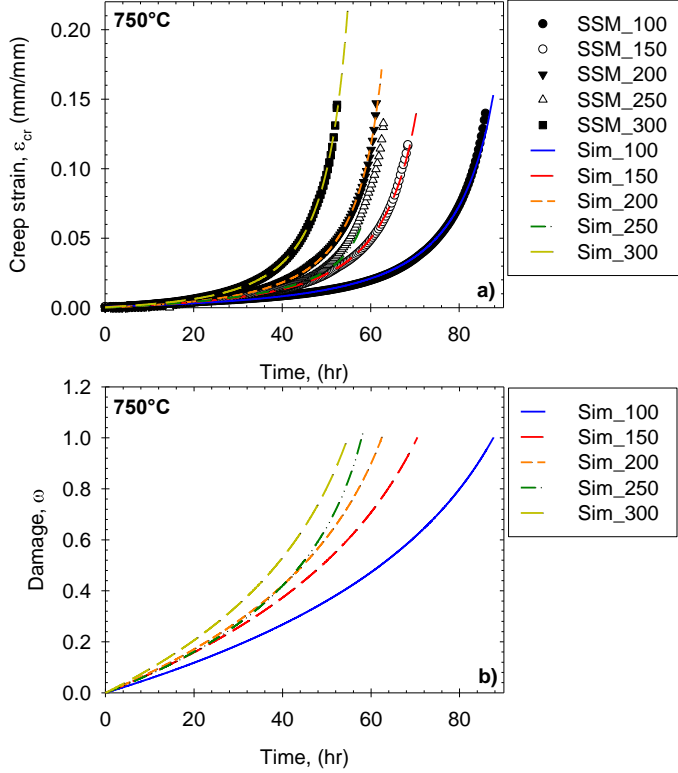 750°C
0.20
0.15
0.10
0.05
0.00
Creep strain, εcr (mm/mm)
a)
0 20 40 60 80
Time, (hr)
SSM_100
SSM_150
SSM_200
SSM_250
SSM_300
Sim_100
Sim_150
Sim_200
Sim_250
Sim_300
750°C
1.2
1.0
0.8
0.6
0.4
0.2
0.0
Damage, ω
b)
0 20 40 60 80
Time, (hr)
Sim_100
Sim_150
Sim_200
Sim_250
Sim_300